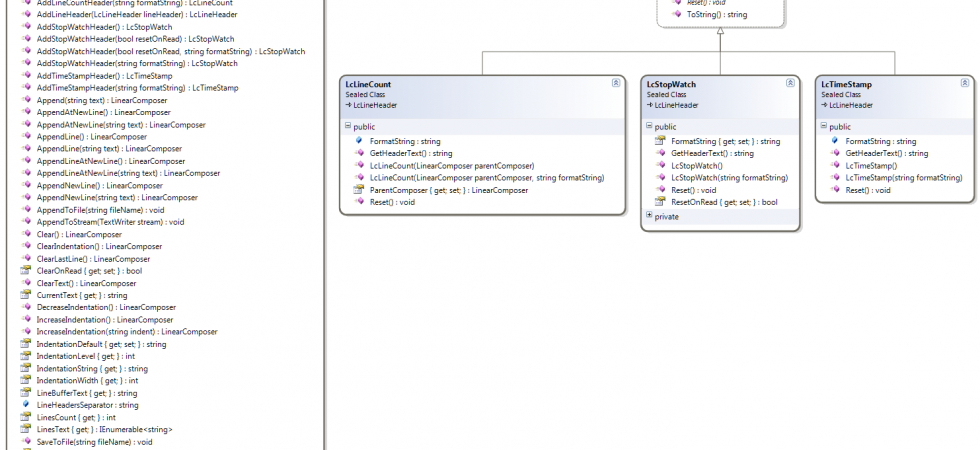 AddLineCountHeader(string formatString) : LcLineCount
AddLineHeader(LcLineHeader lineHeader) : LcLineHeader
AddStopWatchHeader() : LcStopWatch
AddStopWatchHeader(bool resetOnRead) : LcStopWatch
AddStopWatchHeader(bool resetOnRead, string formatString) : LcStopWatch
AddStopWatchHeader(string formatString) : LcStopWatch
AddTimeStampHeader() : LcTimeStamp
AddTimeStampHeader(string formatString) : LcTimeStamp
Append(string text) : LinearComposer
AppendAtNewLine() : LinearComposer
AppendAtNewLine(string text) : LinearComposer
AppendLine() : LinearComposer
AppendLine(string text) : LinearComposer
AppendLineAtNewLine() : LinearComposer
AppendLineAtNewLine(string text) : LinearComposer
AppendNewLine() : LinearComposer
AppendNewLine(string text) : LinearComposer
AppendToFile(string fileName) : void
AppendToStream(TextWriter stream) : void
Clear() : LinearComposer
ClearIndentation() : LinearComposer
ClearLastLine() : LinearComposer
ClearOnRead { get; set; } : bool
ClearText() : LinearComposer
CurrentText { get; } : string
DecreaseIndentation() : LinearComposer
IncreaseIndentation() : LinearComposer
IncreaseIndentation(string indent) : LinearComposer
IndentationDefault { get; set; } : string
IndentationLevel { get; } : int
IndentationString { get; } : string
IndentationWidth { get; } : int
LineBufferText { get; } : string
LineHeadersSeparator : string
LinesCount { get; } : int
LinesText { get; } : IEnumerable<string>
SaveToFile(string fileName) : void
Reset() : void
ToString() : string
LcLineCount
Sealed Class
LcLineHeader
public
FormatString : string
GetHeaderText() : string
LcLineCount(LinearComposer parentComposer)
LcLineCount(LinearComposer parentComposer, string formatString)
ParentComposer { get; set; } : LinearComposer
Reset() : void
LcStopWatch
Sealed Class
LcLineHeader
public
FormatString { get; set; } : string
GetHeaderText() : string
LcStopWatch()
LcStopWatch(string formatString)
Reset() : void
ResetOnRead { get; set; } : bool
private
LcTimeStamp
Sealed Class
LcLineHeader
public
FormatString : string
GetHeaderText() : string
LcTimeStamp()
LcTimeStamp(string formatString)
Reset() : void